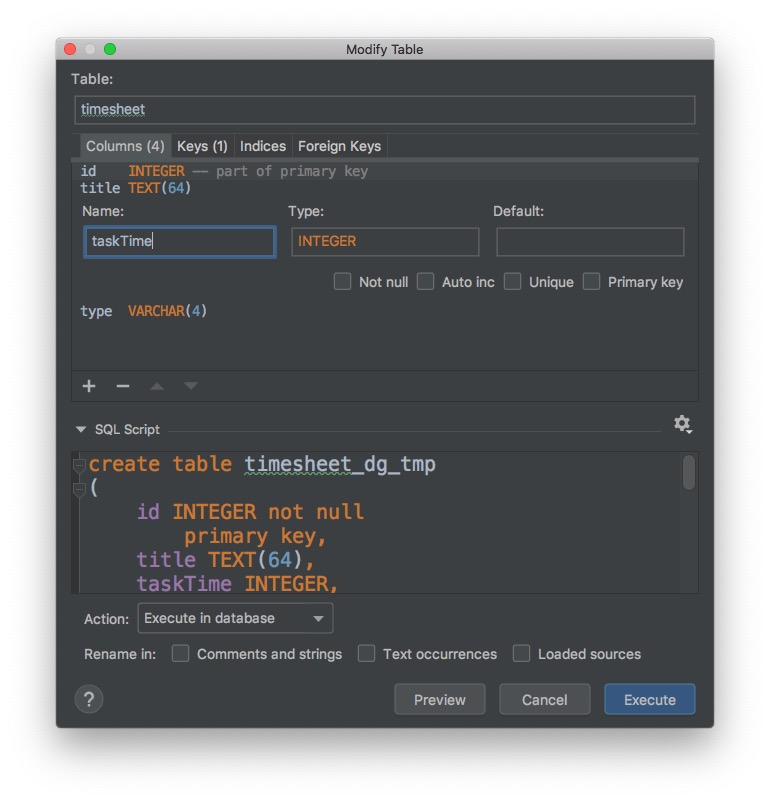 Modify Table
Table:
timesheet
Columns (4) Keys (1) Indices Foreign Keys
id INTEGER -- part of primary key
title TEXT(64)
Name: Type: Default:
taskTime INTEGER
Not null Auto inc Unique Primary key
type VARCHAR(4)
SQL Script
create table timesheet_dg_tmp
(
id INTEGER not null
primary key,
title TEXT(64),
taskTime INTEGER,
Action: Execute in database
Rename in: Comments and strings Text occurrences Loaded sources
? Preview Cancel Execute